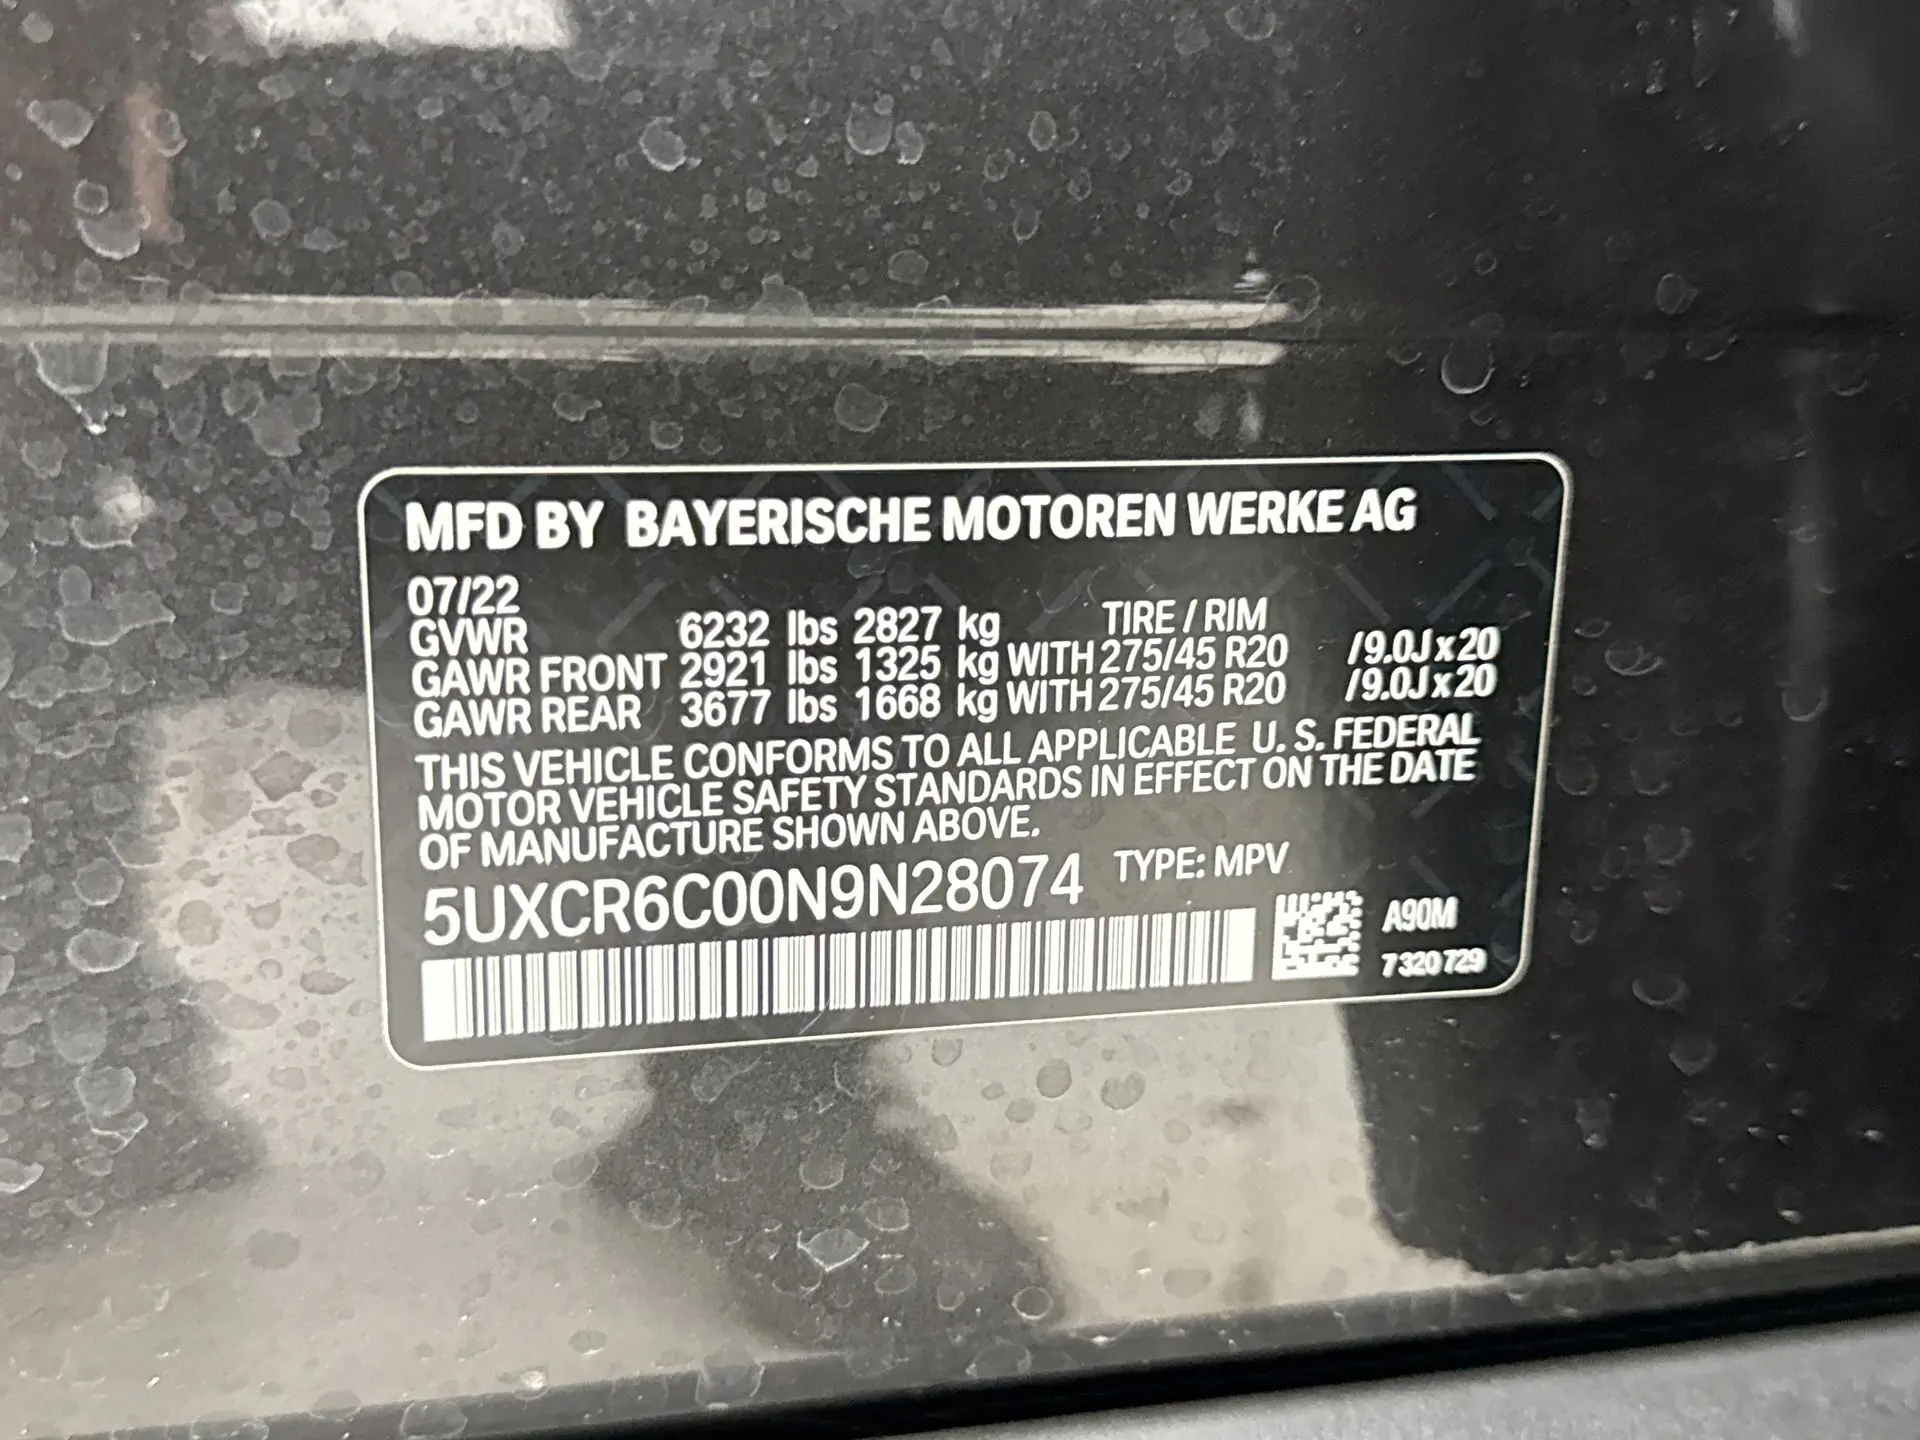 MFD BY BAYERISCHE MOTOREN WERKE AG
07/22
GVWR 6232 lbs 2827 kg TIRE / RIM
GAWR FRONT 2921 lbs 1325 kg WITH 275/45 R20 /9.0J x 20
GAWR REAR 3677 lbs 1668 kg WITH 275/45 R20 /9.0J x 20
THIS VEHICLE CONFORMS TO ALL APPLICABLE U. S. FEDERAL
MOTOR VEHICLE SAFETY STANDARDS IN EFFECT ON THE DATE
OF MANUFACTURE SHOWN ABOVE.
5UXCR6C00N9N28074 TYPE: MPV
A90M
7 320 729